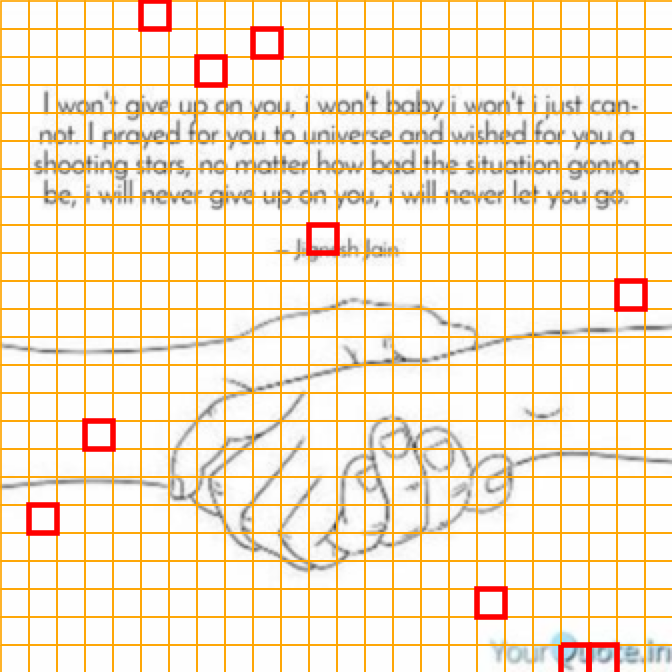 I won't give up on you, i won't baby i won't i just can-
not. I prayed for you to universe and wished for you a
shooting stars, no matter how bad the situation gonna
be, i will never give up on you, i will never let you go.
-- Jignesh Jain
YourQuote.in